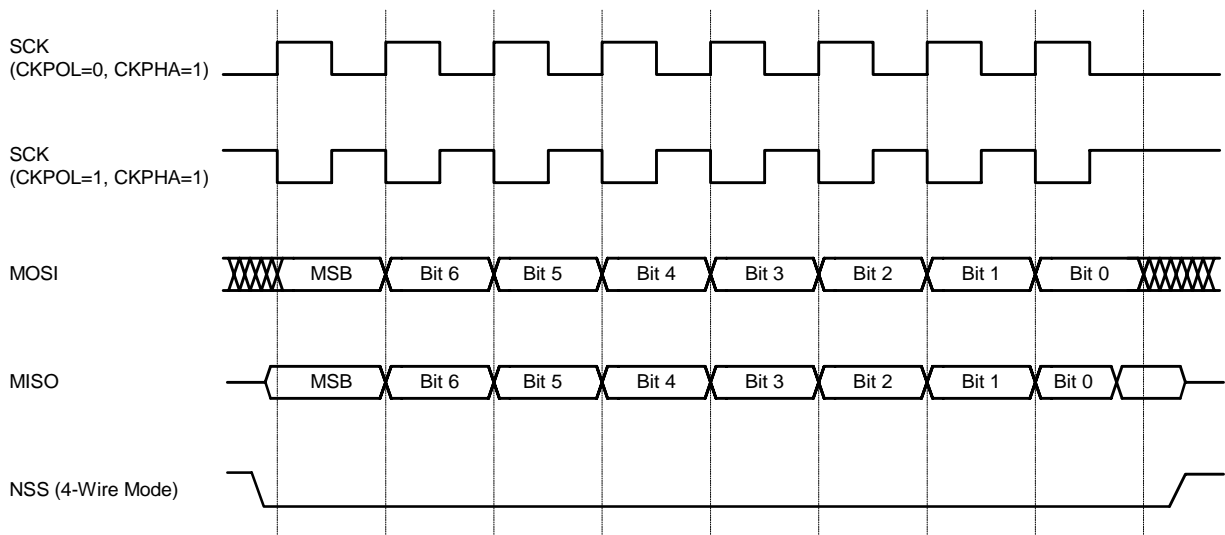 SCK
(CKPOL=0, CKPHA=1)
SCK
(CKPOL=1, CKPHA=1)
MOSI
MSB Bit 6 Bit 5 Bit 4 Bit 3 Bit 2 Bit 1 Bit 0
MISO
MSB Bit 6 Bit 5 Bit 4 Bit 3 Bit 2 Bit 1 Bit 0
NSS (4-Wire Mode)